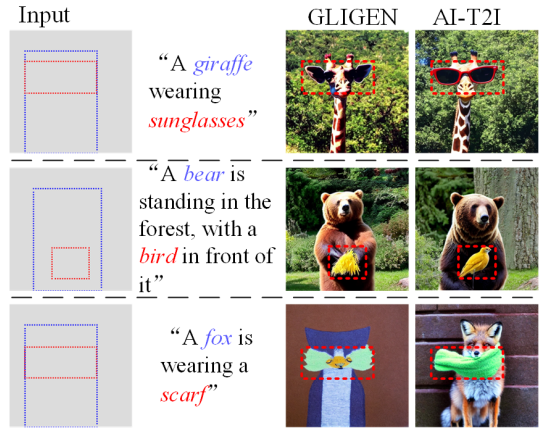 Input GLIGEN AI-T2I
“A giraffe
wearing
sunglasses”
“A bear is
standing in the
forest, with a
bird in front of
it”
“A fox is
wearing a
scarf”